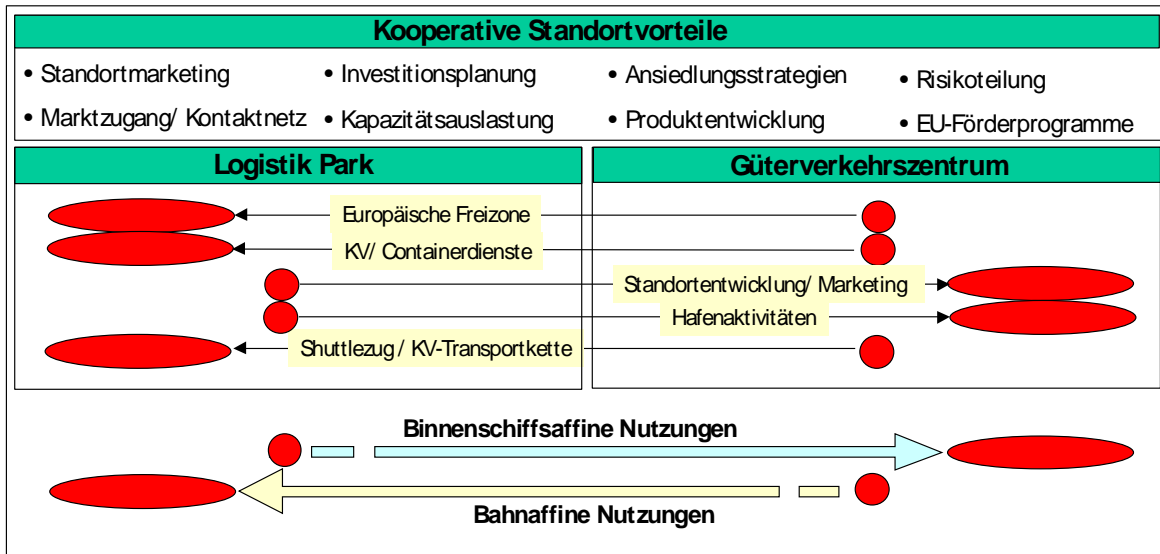 Kooperative Standortvorteile
• Standortmarketing
• Investitionsplanung
• Ansiedlungsstrategien
• Risikoteilung
• Marktzugang/ Kontaktnetz
• Kapazitätsauslastung
• Produktentwicklung
• EU-Förderprogramme
Logistik Park
Güterverkehrszentrum
Europäische Freizone
KV/ Containerdienste
Standortentwicklung/ Marketing
Hafenaktivitäten
Shuttlezug / KV-Transportkette
Binnenschiffsaffine Nutzungen
Bahnaffine Nutzungen